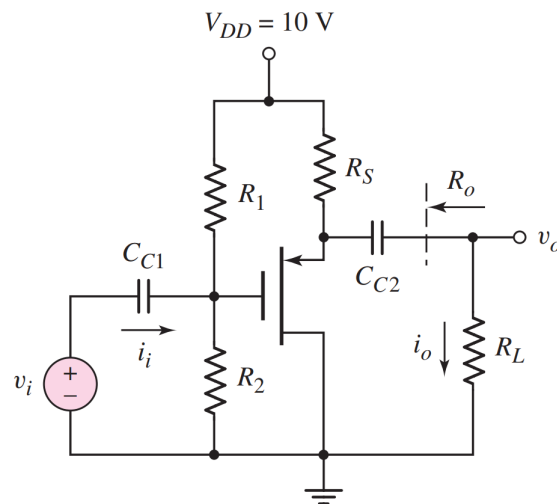 V_DD = 10 V
R_S
R_1
R_o
v_o
C_C1
C_C2
i_i
i_o
R_L
R_2
v_i
+
−